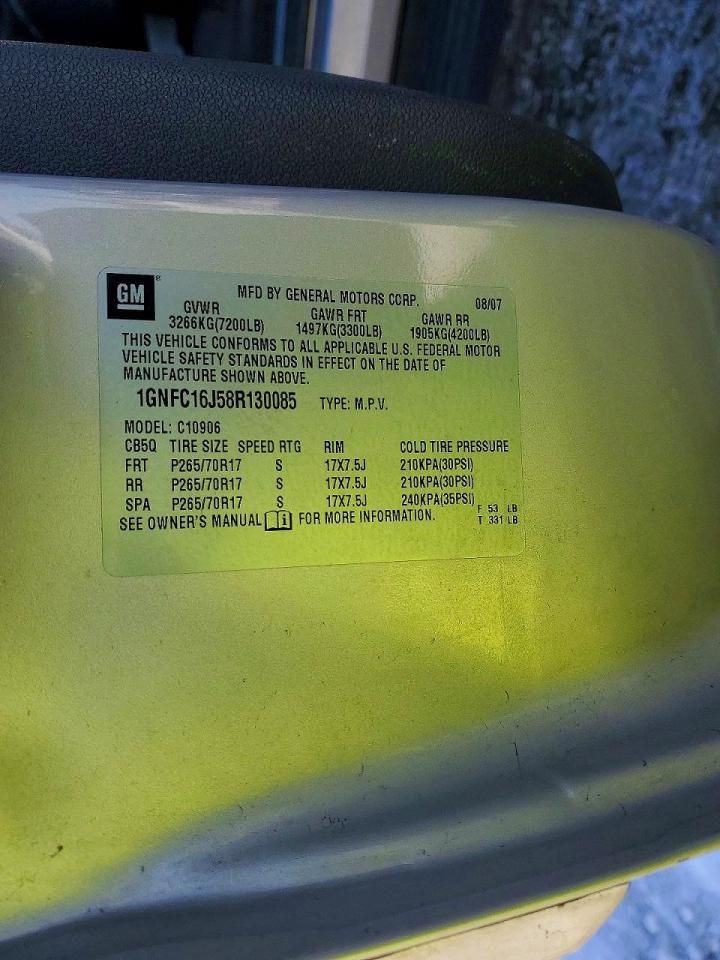 GM ®
MFD BY GENERAL MOTORS CORP. 08/07
GVWR GAWR FRT GAWR RR
3266KG(7200LB) 1497KG(3300LB) 1905KG(4200LB)
THIS VEHICLE CONFORMS TO ALL APPLICABLE U.S. FEDERAL MOTOR
VEHICLE SAFETY STANDARDS IN EFFECT ON THE DATE OF
MANUFACTURE SHOWN ABOVE.
1GNFC16J58R130085 TYPE: M.P.V.
MODEL: C10906
CB5Q TIRE SIZE SPEED RTG RIM COLD TIRE PRESSURE
FRT P265/70R17 S 17X7.5J 210KPA(30PSI)
RR P265/70R17 S 17X7.5J 210KPA(30PSI)
SPA P265/70R17 S 17X7.5J 240KPA(35PSI)
SEE OWNER'S MANUAL i FOR MORE INFORMATION.
F 53 LB
T 331 LB